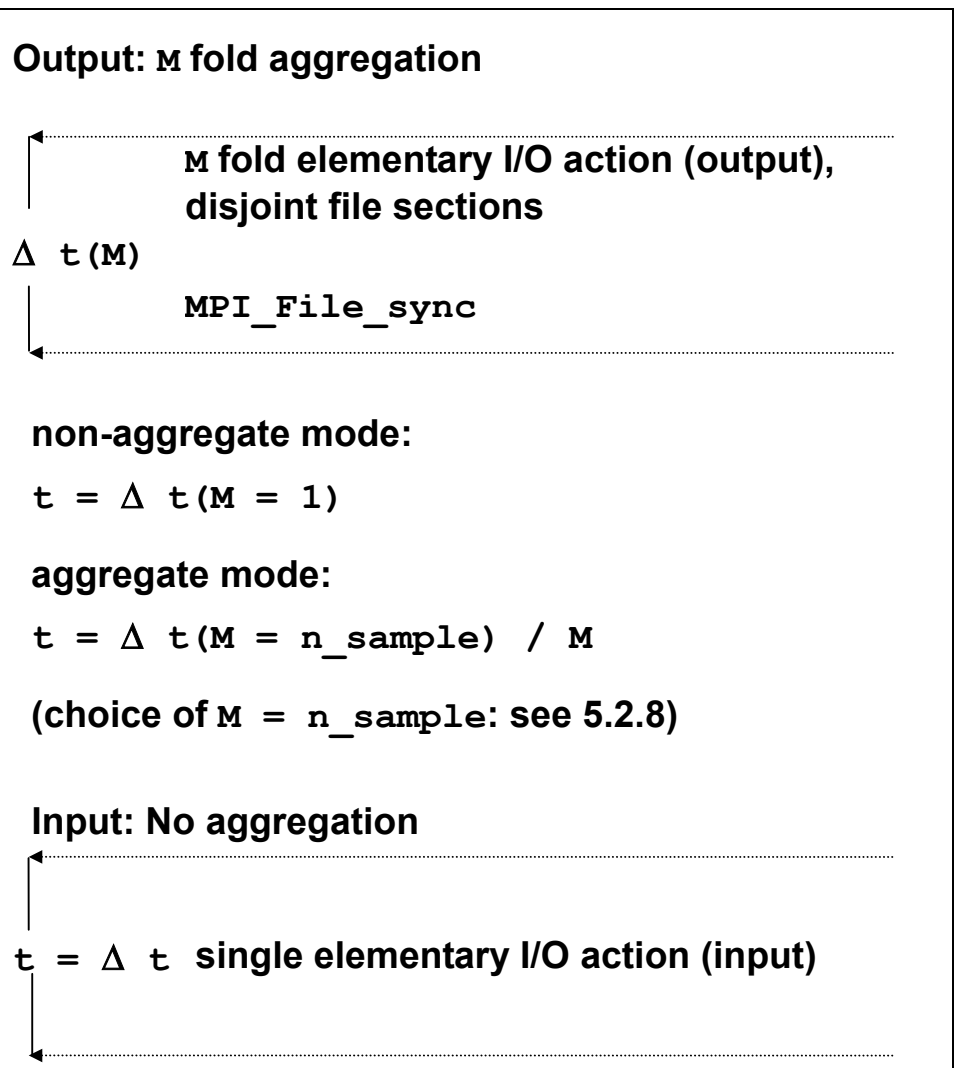 Output: M fold aggregation
M fold elementary I/O action (output),
disjoint file sections
Δ t(M)
MPI_File_sync
non-aggregate mode:
t = Δ t(M = 1)
aggregate mode:
t = Δ t(M = n_sample) / M
(choice of M = n_sample: see 5.2.8)
Input: No aggregation
t = Δ t single elementary I/O action (input)